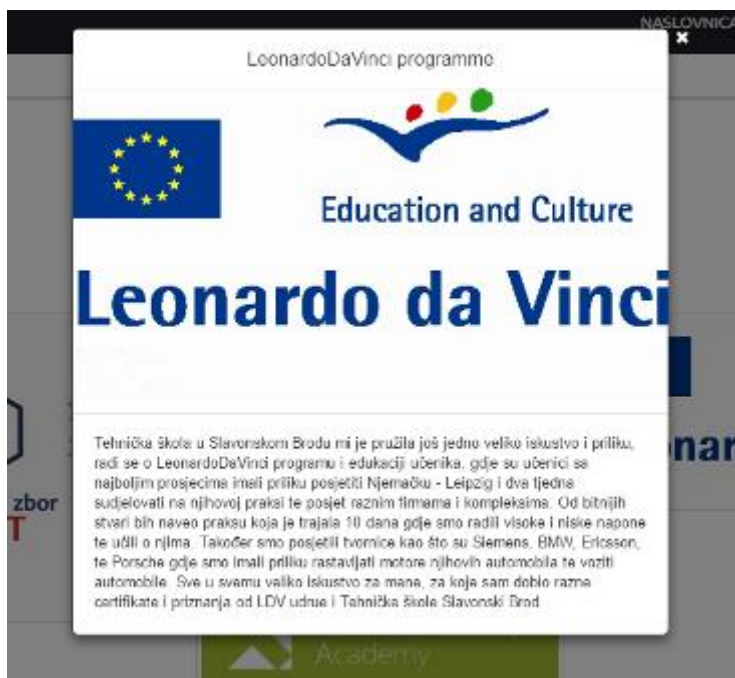 NASLOVNICA
LeonardoDaVinci programme
Education and Culture
Leonardo da Vinci
zbor
T
nar
Tehnička škola u Slavonskom Brodu mi je pružila još jedno veliko iskustvo i priliku,
radi se o LeonardoDaVinci programu i edukaciji učenika, gdje su učenici sa
najboljim prosjecima imali priliku posjetiti Njemačku - Leipzig i dva tjedna
sudjelovati na njihovoj praksi te posjet raznim firmama i kompleksima. Od bitnijih
stvari bih naveo praksu koja je trajala 10 dana gdje smo radili visoke i niske napone
te učili o njima. Također smo posjetili tvornice kao što su Siemens, BMW, Ericsson,
te Porsche gdje smo imali priliku rastavljati motore njihovih automobila te voziti
automobile. Sve u svemu veliko iskustvo za mene, za koje sam dobio razne
certifikate i priznanja od LDV udrue i Tehničke škole Slavonski Brod
Academy